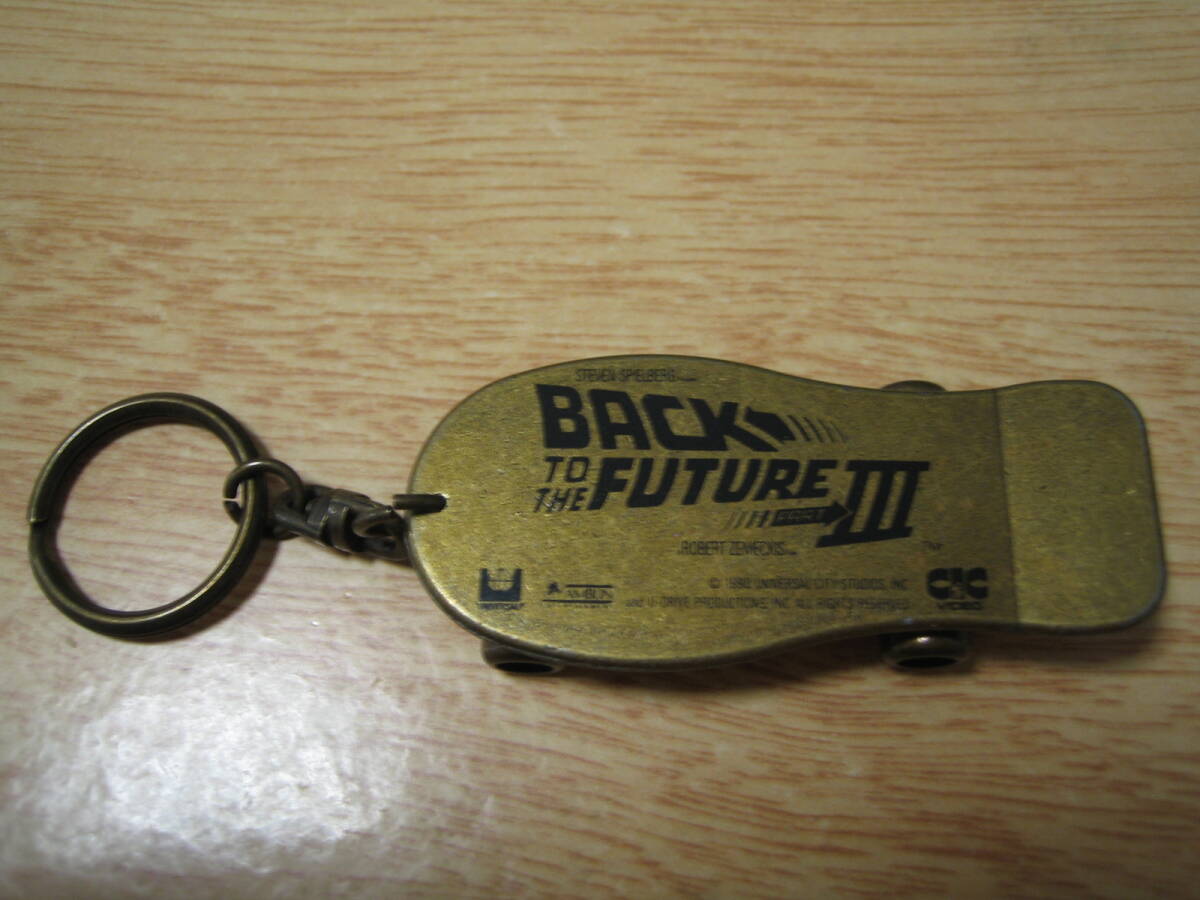 STEVEN SPIELBERG
BACK
TO THE FUTURE
PART III
TM
ROBERT ZEMECKIS
AMBLIN
© 1990 UNIVERSAL CITY STUDIOS, INC.
and U-DRIVE PRODUCTIONS, INC. ALL RIGHTS RESERVED
CIC
VIDEO